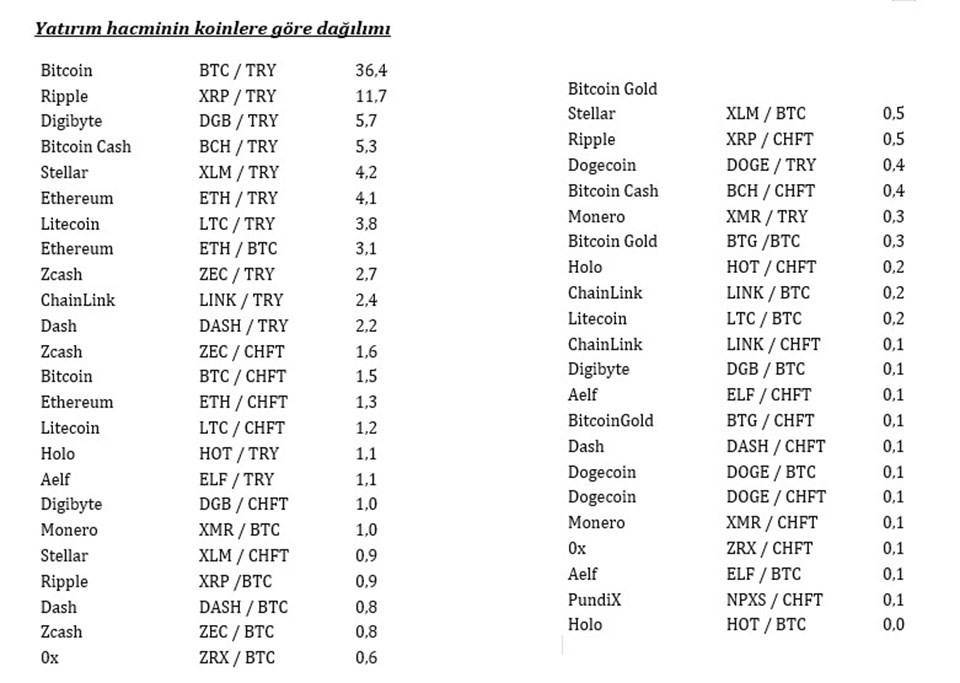 Yatırım hacminin koinlere göre dağılımı
Bitcoin BTC / TRY 36,4
Ripple XRP / TRY 11,7
Digibyte DGB / TRY 5,7
Bitcoin Cash BCH / TRY 5,3
Stellar XLM / TRY 4,2
Ethereum ETH / TRY 4,1
Litecoin LTC / TRY 3,8
Ethereum ETH / BTC 3,1
Zcash ZEC / TRY 2,7
ChainLink LINK / TRY 2,4
Dash DASH / TRY 2,2
Zcash ZEC / CHFT 1,6
Bitcoin BTC / CHFT 1,5
Ethereum ETH / CHFT 1,3
Litecoin LTC / CHFT 1,2
Holo HOT / TRY 1,1
Aelf ELF / TRY 1,1
Digibyte DGB / CHFT 1,0
Monero XMR / BTC 1,0
Stellar XLM / CHFT 0,9
Ripple XRP /BTC 0,9
Dash DASH / BTC 0,8
Zcash ZEC / BTC 0,8
0x ZRX / BTC 0,6
Bitcoin Gold
Stellar XLM / BTC 0,5
Ripple XRP / CHFT 0,5
Dogecoin DOGE / TRY 0,4
Bitcoin Cash BCH / CHFT 0,4
Monero XMR / TRY 0,3
Bitcoin Gold BTG /BTC 0,3
Holo HOT / CHFT 0,2
ChainLink LINK / BTC 0,2
Litecoin LTC / BTC 0,2
ChainLink LINK / CHFT 0,1
Digibyte DGB / BTC 0,1
Aelf ELF / CHFT 0,1
BitcoinGold BTG / CHFT 0,1
Dash DASH / CHFT 0,1
Dogecoin DOGE / BTC 0,1
Dogecoin DOGE / CHFT 0,1
Monero XMR / CHFT 0,1
0x ZRX / CHFT 0,1
Aelf ELF / BTC 0,1
PundiX NPXS / CHFT 0,1
Holo HOT / BTC 0,0